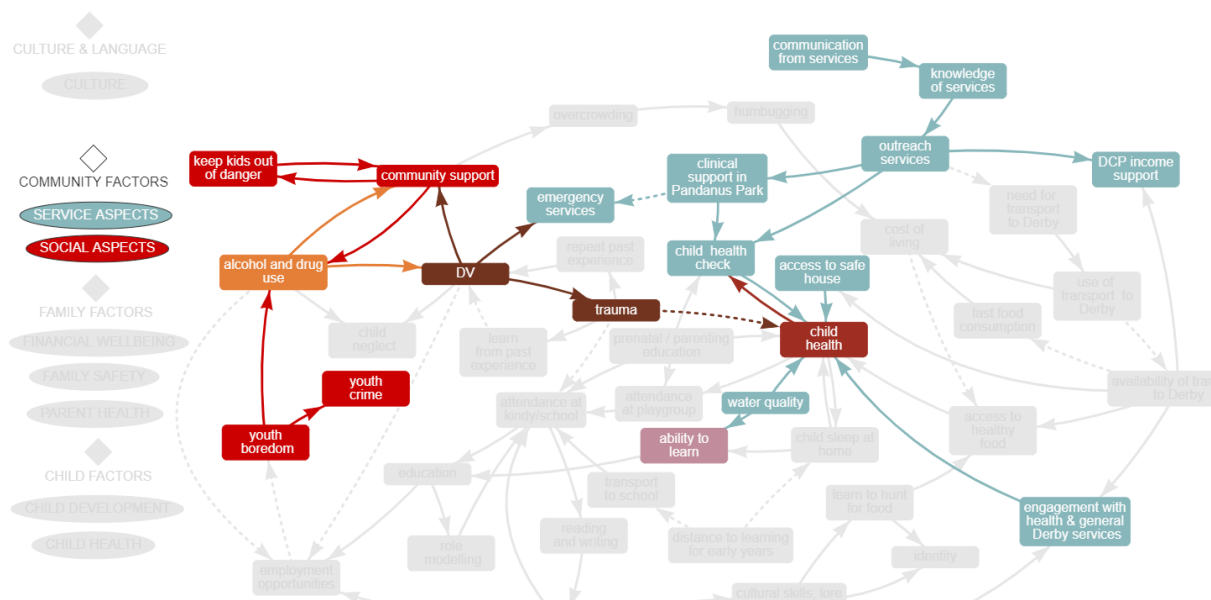 CULTURE & LANGUAGE
CULTURE
COMMUNITY FACTORS
SERVICE ASPECTS
SOCIAL ASPECTS
FAMILY FACTORS
FINANCIAL WELLBEING
FAMILY SAFETY
PARENT HEALTH
CHILD FACTORS
CHILD DEVELOPMENT
CHILD HEALTH
communication
from services
knowledge
of services
overcrowding
humbugging
keep kids out
of danger
community support
clinical
support in
Pandanus Park
outreach
services
DCP income
support
emergency
services
need for
transport
to Derby
cost of
living
repeat past
experience
child health
check
access to safe
house
alcohol and drug
use
DV
use of
transport to
Derby
trauma
fast food
consumption
child
neglect
learn
from past
experience
prenatal / parenting
education
child
health
youth
crime
attendance at
kindy/school
attendance
at playgroup
water quality
availability of tran
to Derby
access to
healthy
food
youth
boredom
ability to
learn
child sleep at
home
education
transport
to school
learn to hunt
for food
engagement with
health & general
Derby services
role
modelling
reading
and writing
distance to learning
for early years
identity
employment
opportunities
cultural skills, lore